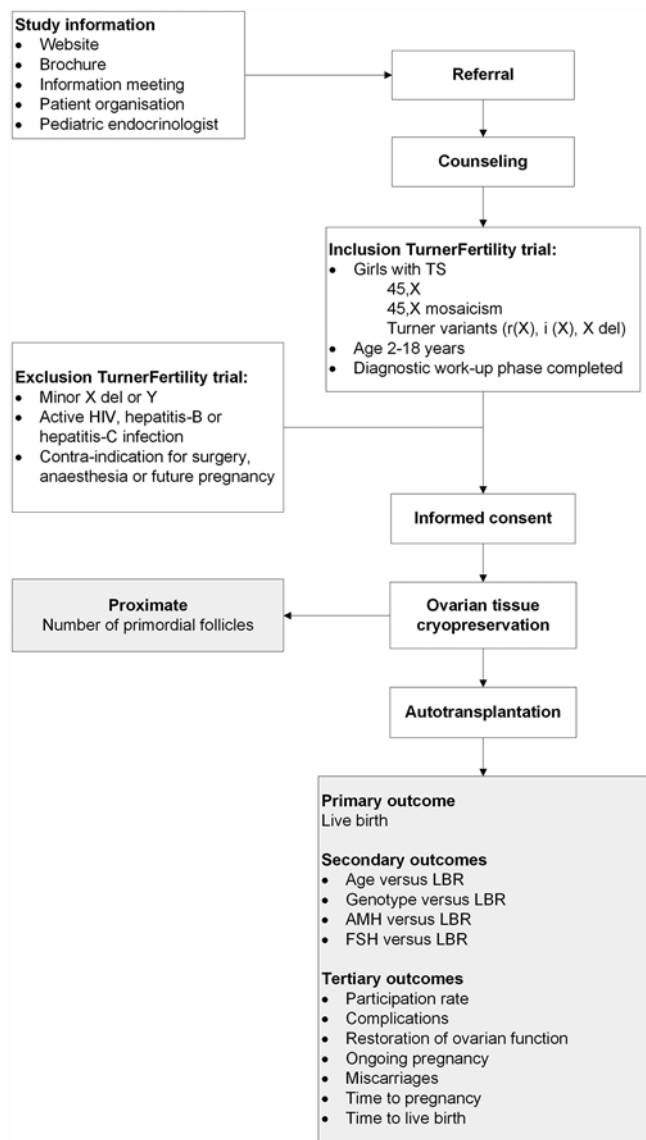 Study information
• Website
• Brochure
• Information meeting
• Patient organisation
• Pediatric endocrinologist
Referral
Counseling
Inclusion TurnerFertility trial:
• Girls with TS
45,X
45,X mosaicism
Turner variants (r(X), i (X), X del)
• Age 2-18 years
• Diagnostic work-up phase completed
Exclusion TurnerFertility trial:
• Minor X del or Y
• Active HIV, hepatitis-B or
hepatitis-C infection
• Contra-indication for surgery,
anaesthesia or future pregnancy
Informed consent
Proximate
Number of primordial follicles
Ovarian tissue
cryopreservation
Autotransplantation
Primary outcome
Live birth
Secondary outcomes
• Age versus LBR
• Genotype versus LBR
• AMH versus LBR
• FSH versus LBR
Tertiary outcomes
• Participation rate
• Complications
• Restoration of ovarian function
• Ongoing pregnancy
• Miscarriages
• Time to pregnancy
• Time to live birth